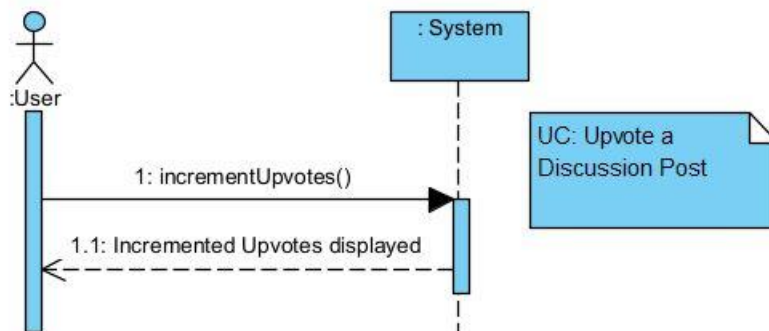 : System
:User
UC: Upvote a
Discussion Post
1: incrementUpvotes()
1.1: Incremented Upvotes displayed